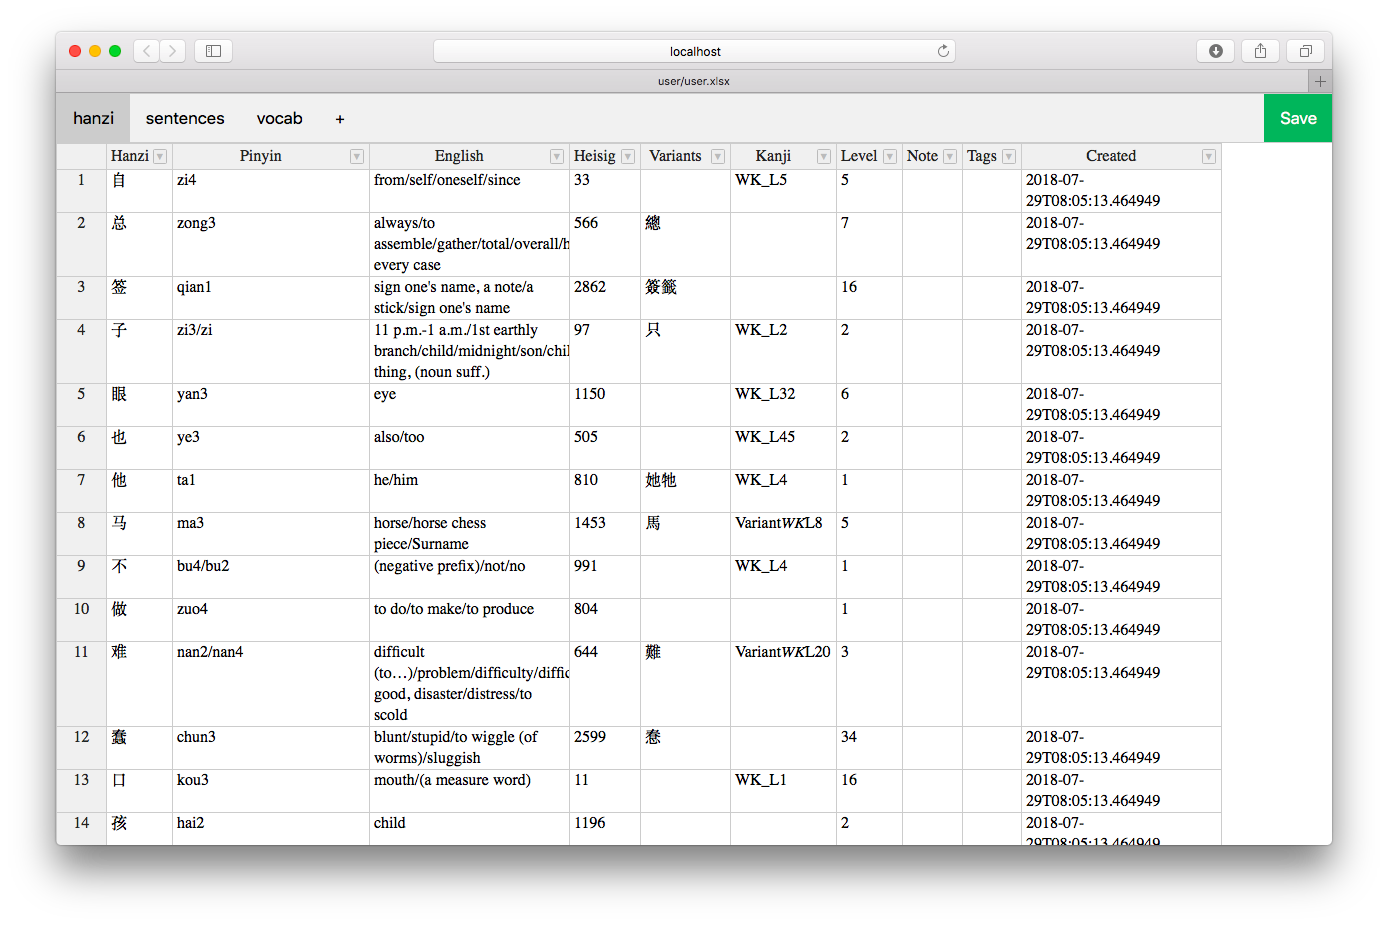 localhost
user/user.xlsx
hanzi sentences vocab + Save
Hanzi Pinyin English Heisig Variants Kanji Level Note Tags Created
1 自 zi4 from/self/oneself/since 33 WK_L5 5 2018-07-
29T08:05:13.464949
2 总 zong3 always/to 566 總 7 2018-07-
assemble/gather/total/overall/h 29T08:05:13.464949
every case
3 签 qian1 sign one's name, a note/a 2862 簽籤 16 2018-07-
stick/sign one's name 29T08:05:13.464949
4 子 zi3/zi 11 p.m.-1 a.m./1st earthly 97 只 WK_L2 2 2018-07-
branch/child/midnight/son/chil 29T08:05:13.464949
thing, (noun suff.)
5 眼 yan3 eye 1150 WK_L32 6 2018-07-
29T08:05:13.464949
6 也 ye3 also/too 505 WK_L45 2 2018-07-
29T08:05:13.464949
7 他 ta1 he/him 810 她牠 WK_L4 1 2018-07-
29T08:05:13.464949
8 马 ma3 horse/horse chess 1453 馬 VariantWKL8 5 2018-07-
piece/Surname 29T08:05:13.464949
9 不 bu4/bu2 (negative prefix)/not/no 991 WK_L4 1 2018-07-
29T08:05:13.464949
10 做 zuo4 to do/to make/to produce 804 1 2018-07-
29T08:05:13.464949
11 难 nan2/nan4 difficult 644 難 VariantWKL20 3 2018-07-
(to…)/problem/difficulty/diffic 29T08:05:13.464949
good, disaster/distress/to
scold
12 蠢 chun3 blunt/stupid/to wiggle (of 2599 惷 34 2018-07-
worms)/sluggish 29T08:05:13.464949
13 口 kou3 mouth/(a measure word) 11 WK_L1 16 2018-07-
29T08:05:13.464949
14 孩 hai2 child 1196 2 2018-07-
29T08:05:13.464949